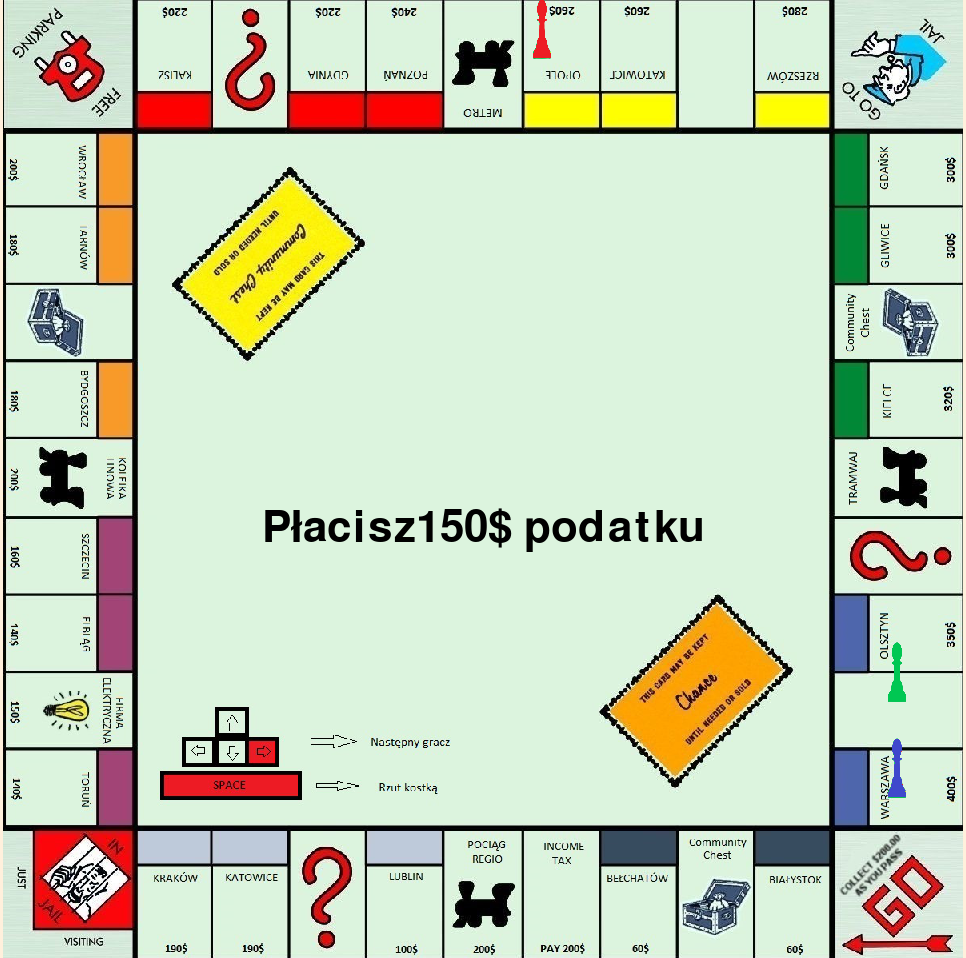 FREE
PARKING
220$
KALISZ
220$
GDYNIA
240$
POZNAŃ
METRO
260$
OPOLE
260$
KATOWICE
280$
RZESZÓW
GO TO
JAIL
WROCŁAW
200$
TARNÓW
180$
BYDGOSZCZ
180$
KOLEJKA
LINOWA
200$
SZCZECIN
160$
ELBLĄG
140$
FIRMA
ELEKTRYCZNA
150$
TORUŃ
140$
THIS CARD MAY BE KEPT
Community Chest
UNTIL NEEDED OR SOLD
Płacisz150$ podatku
THIS CARD MAY BE KEPT
Chance
UNTIL NEEDED OR SOLD
Następny gracz
SPACE
Rzut kostką
GDAŃSK
300$
GLIWICE
300$
Community
Chest
KIELCE
320$
TRAMWAJ
OLSZTYN
350$
WARSZAWA
400$
IN
JAIL
JUST
VISITING
KRAKÓW
190$
KATOWICE
190$
LUBLIN
100$
POCIĄG
REGIO
200$
INCOME
TAX
PAY 200$
BEŁCHATÓW
60$
Community
Chest
BIAŁYSTOK
60$
COLLECT $200.00
AS YOU PASS
GO